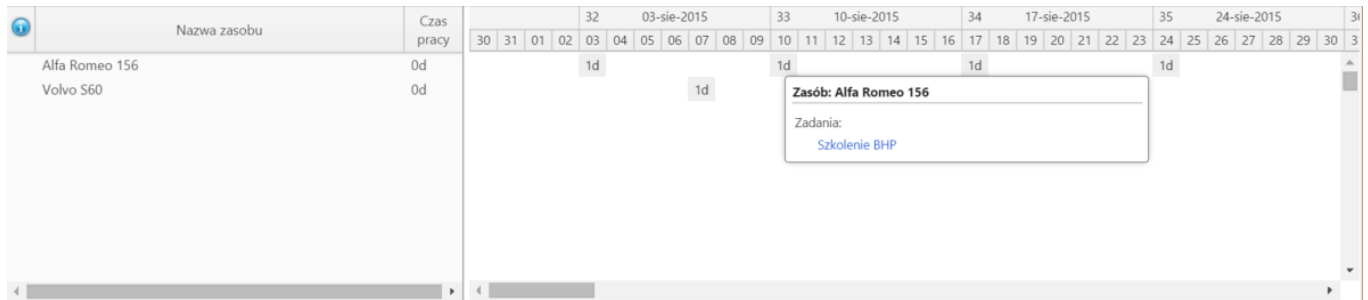 Nazwa zasobu
Czas
pracy
32 03-sie-2015 33 10-sie-2015 34 17-sie-2015 35 24-sie-2015
30 31 01 02 03 04 05 06 07 08 09 10 11 12 13 14 15 16 17 18 19 20 21 22 23 24 25 26 27 28 29 30
Alfa Romeo 156 0d 1d 1d 1d 1d
Volvo S60 0d 1d
Zasób: Alfa Romeo 156
Zadania:
Szkolenie BHP